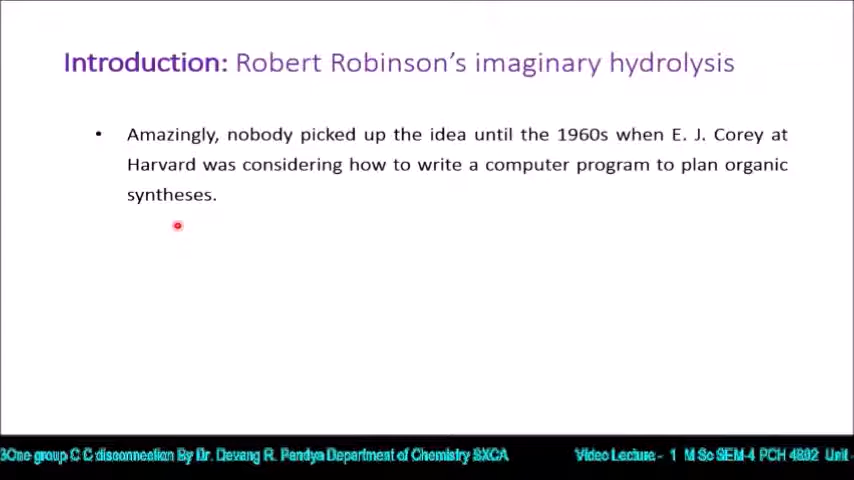 Introduction: Robert Robinson's imaginary hydrolysis
• Amazingly, nobody picked up the idea until the 1960s when E. J. Corey at
Harvard was considering how to write a computer program to plan organic
syntheses.
3One group C C disconnection By Dr. Devang R. Pandya Department of Chemistry SXCA Video Lecture - 1 M Sc SEM-4 PCH 4802 Unit -